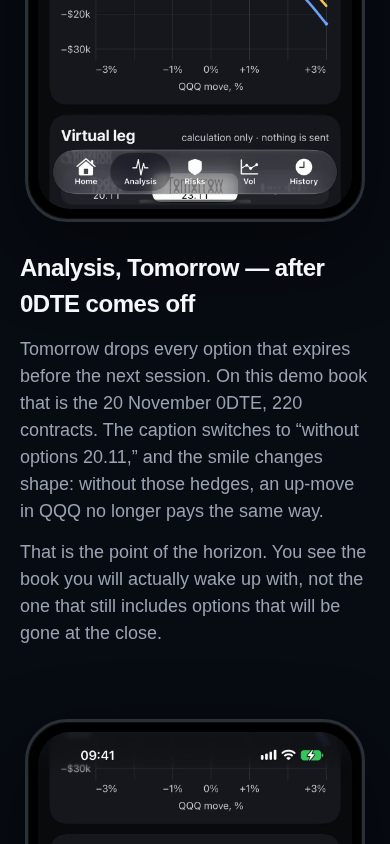 −$20k
−$30k
−3% −1% 0% +1% +3%
QQQ move, %
Virtual leg calculation only · nothing is sent
Home Analysis Risks Vol History
Tomorrow
20.11 23.11
Analysis, Tomorrow — after
0DTE comes off
Tomorrow drops every option that expires
before the next session. On this demo book
that is the 20 November 0DTE, 220
contracts. The caption switches to “without
options 20.11,” and the smile changes
shape: without those hedges, an up-move
in QQQ no longer pays the same way.
That is the point of the horizon. You see the
book you will actually wake up with, not the
one that still includes options that will be
gone at the close.
09:41
−$30k
−3% −1% 0% +1% +3%
QQQ move, %